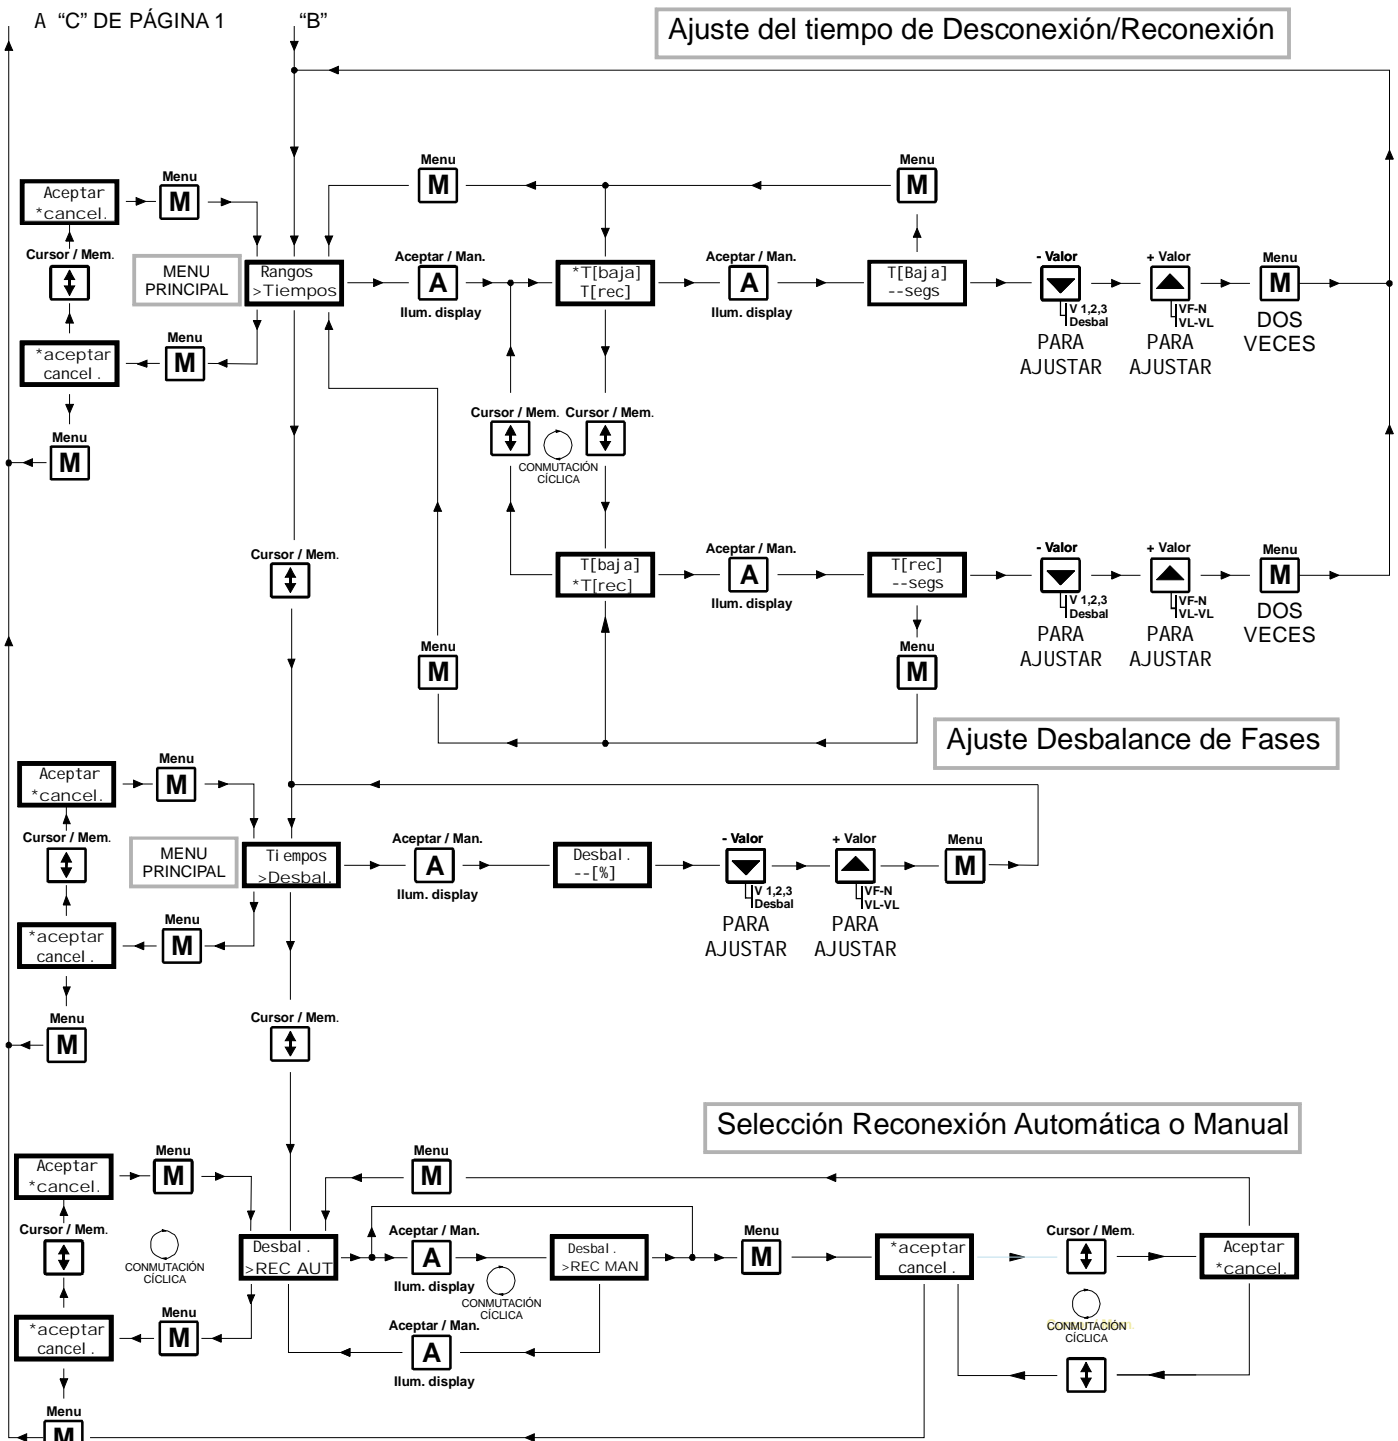 A “C” DE PÁGINA 1
“B”
Ajuste del tiempo de Desconexión/Reconexión
Menu
M
Menu
M
Aceptar
*cancel.
Menu
M
Cursor / Mem.
MENU
PRINCIPAL
Rangos
>Tiempos
Aceptar / Man.
A
Ilum. display
*T[baja]
T[rec]
Aceptar / Man.
A
Ilum. display
T[Baja]
--segs
- Valor
V 1,2,3
Desbal
PARA
AJUSTAR
+ Valor
VF-N
VL-VL
PARA
AJUSTAR
Menu
M
DOS
VECES
*aceptar
cancel.
Menu
M
Menu
M
Cursor / Mem.
Cursor / Mem.
CONMUTACIÓN
CÍCLICA
Cursor / Mem.
T[baja]
*T[rec]
Aceptar / Man.
A
Ilum. display
T[rec]
--segs
- Valor
V 1,2,3
Desbal
PARA
AJUSTAR
+ Valor
VF-N
VL-VL
PARA
AJUSTAR
Menu
M
DOS
VECES
Menu
M
Menu
M
Ajuste Desbalance de Fases
Aceptar
*cancel.
Menu
M
Cursor / Mem.
MENU
PRINCIPAL
Tiempos
>Desbal.
Aceptar / Man.
A
Ilum. display
Desbal.
--[%]
- Valor
V 1,2,3
Desbal
PARA
AJUSTAR
+ Valor
VF-N
VL-VL
PARA
AJUSTAR
Menu
M
*aceptar
cancel.
Menu
M
Menu
M
Cursor / Mem.
Selección Reconexión Automática o Manual
Aceptar
*cancel.
Menu
M
Menu
M
Cursor / Mem.
CONMUTACIÓN
CÍCLICA
Desbal.
>REC AUT
Aceptar / Man.
A
Ilum. display
CONMUTACIÓN
CÍCLICA
Desbal.
>REC MAN
Menu
M
*aceptar
cancel.
Cursor / Mem.
Aceptar
*cancel.
CONMUTACIÓN
CÍCLICA
*aceptar
cancel.
Menu
M
Aceptar / Man.
A
Ilum. display
Menu
M